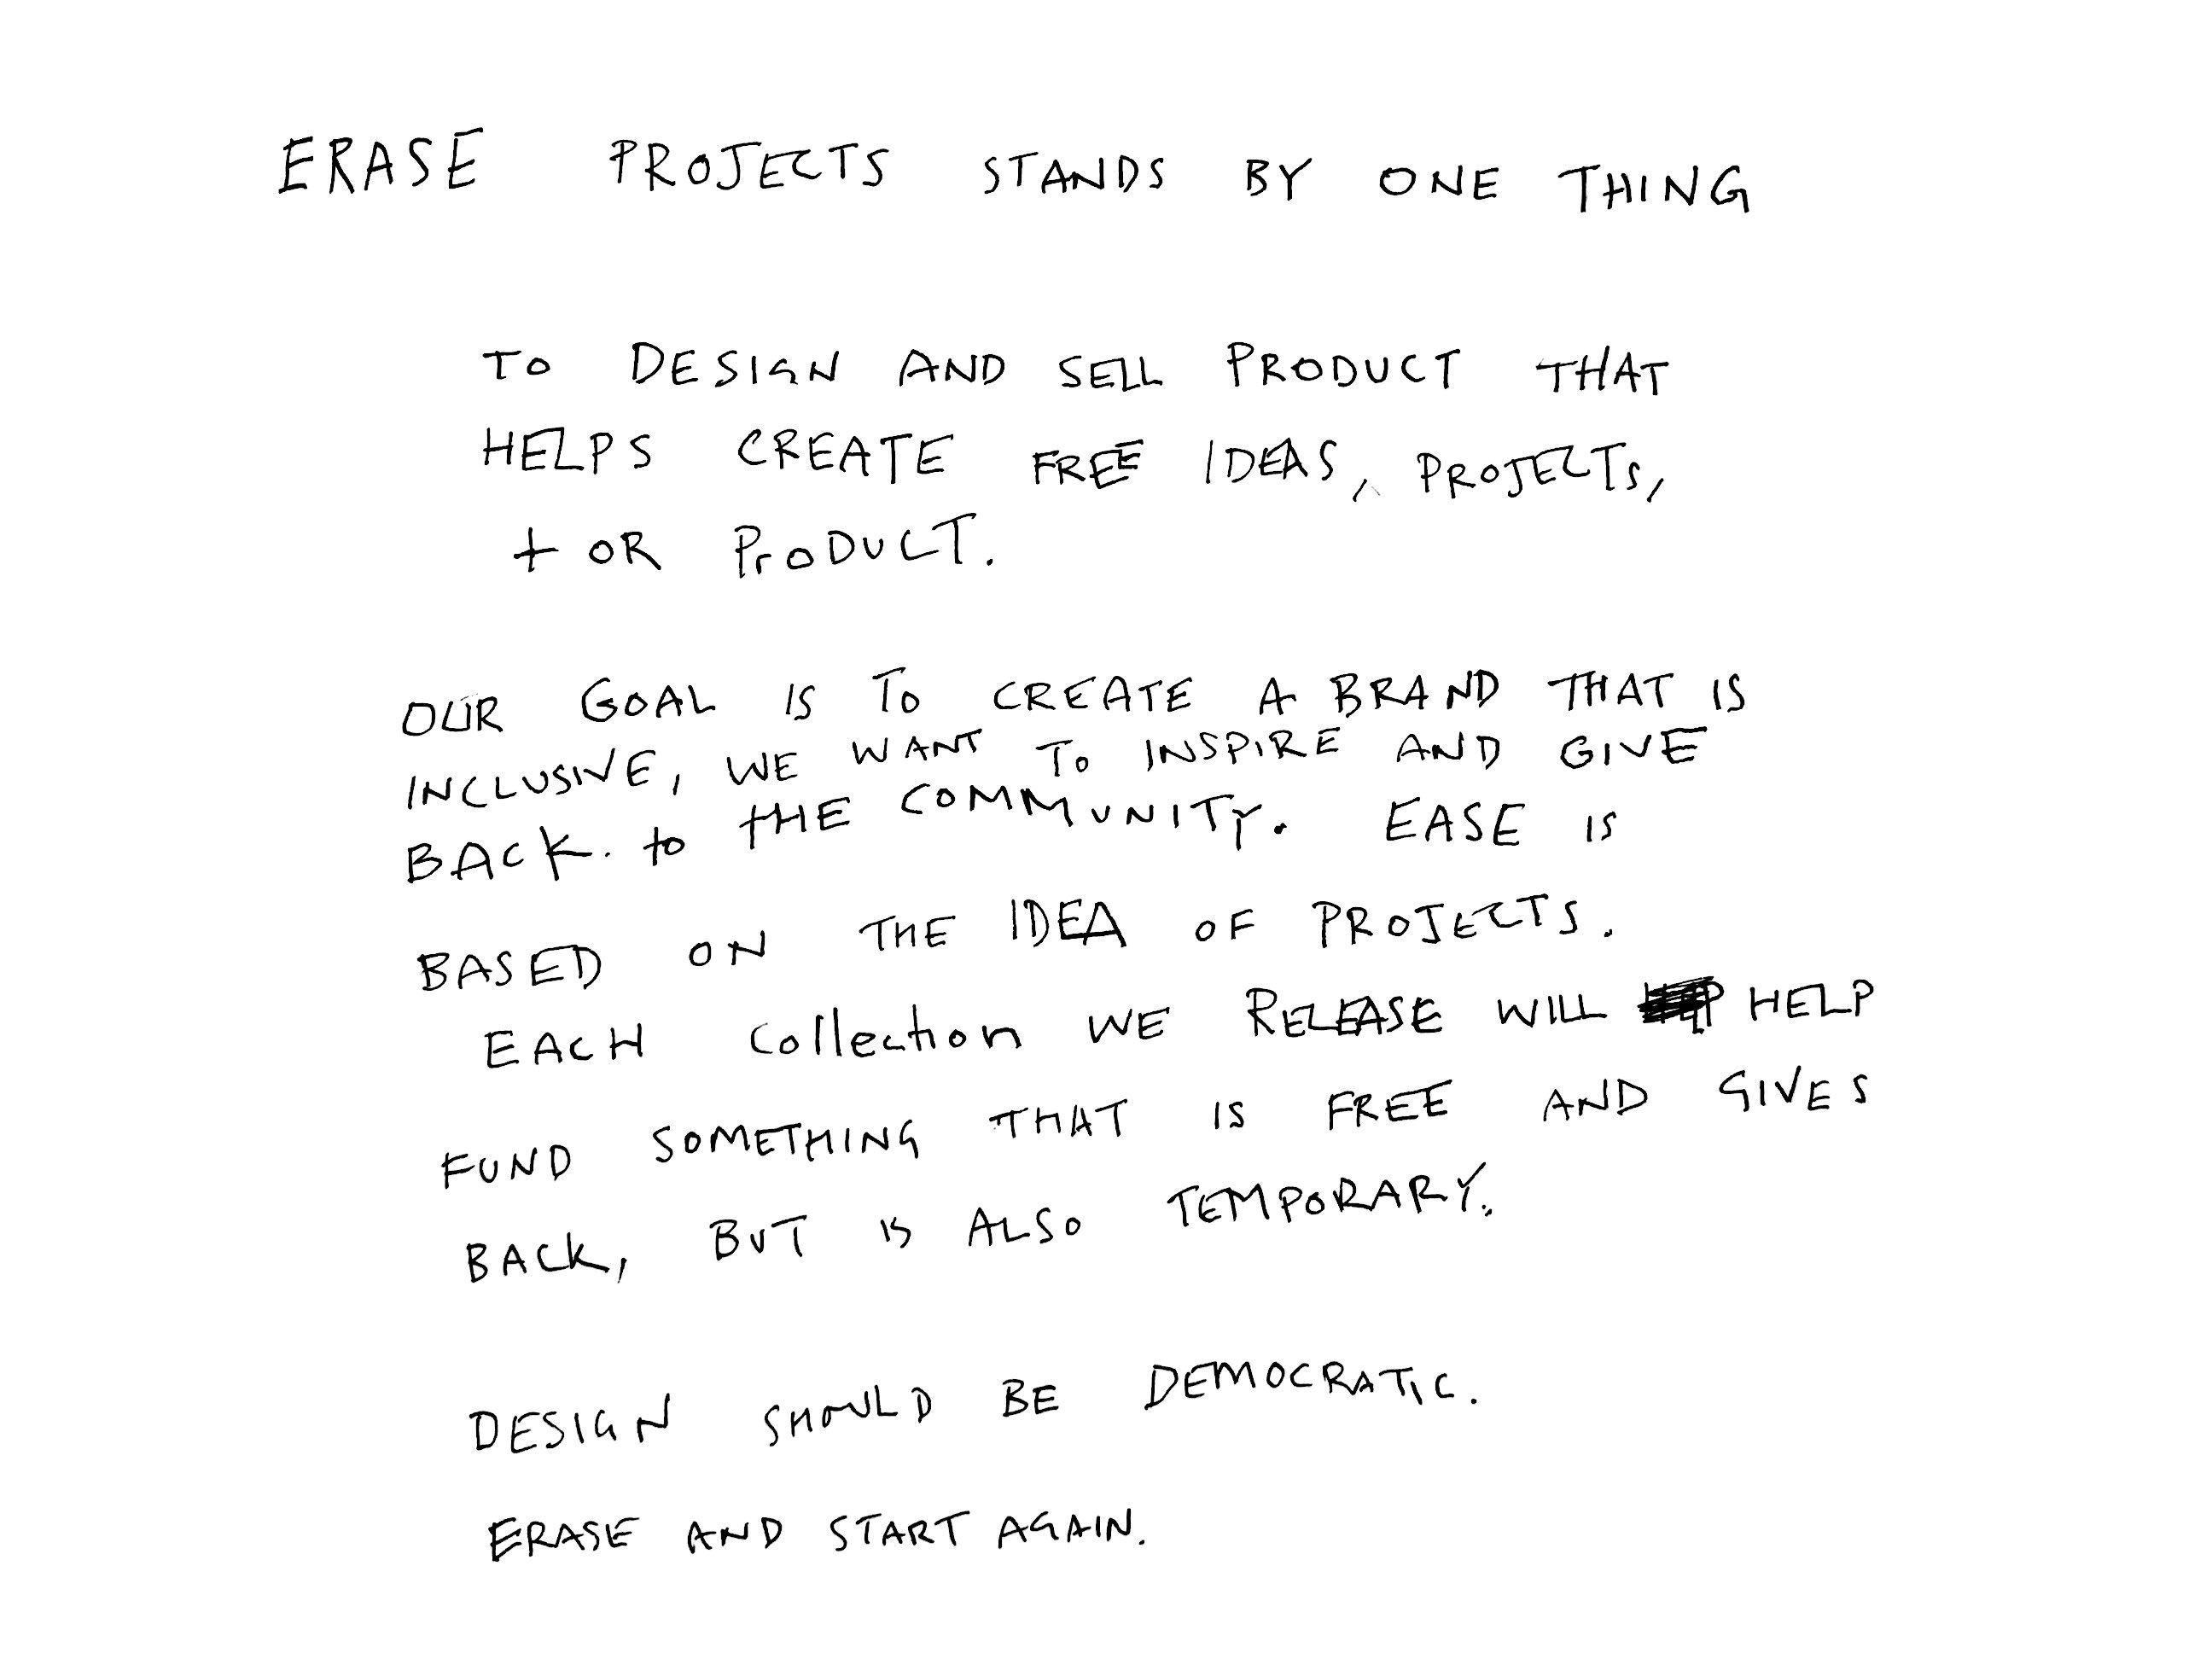 ERASE PROJECTS STANDS BY ONE THING
TO DESIGN AND SELL PRODUCT THAT
HELPS CREATE FREE IDEAS, PROJECTS,
+ OR PrODUCT.
OUR GOAL IS TO CREATE A BRAND THAT IS
INCLUSIVE, WE WANT TO INSPIRE AND GIVE
BACK. to tHE COMMUNITY. EASE IS
BASED ON THE IDEA OF PROJECTS.
EACH collection WE RELEASE WILL HELP
FUND SOMETHING THAT IS FREE AND GIVES
BACK, BUT IS ALSO TEMPORARY.
DESIGN SHOULD BE DEMOCRATIC.
ERASE AND START AGAIN.